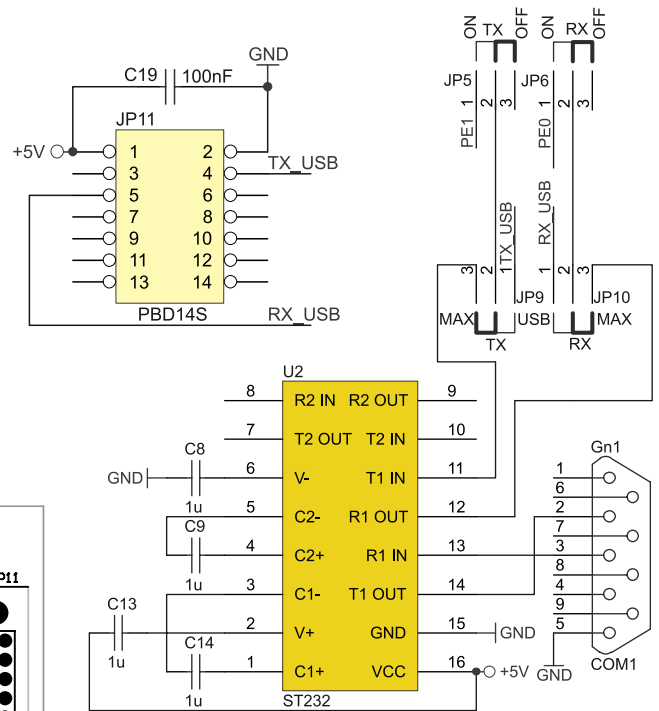 ON TX OFF ON RX OFF
GND
C19 100nF
JP5 JP6
1 2 3 1 2 3
PE1 PE0
JP11
+5V 1 2
3 4 TX_USB
5 6
7 8
9 10
11 12
13 14
PBD14S RX_USB
TX_USB RX_USB
3 2 1 1 2 3
JP9 JP10
MAX USB MAX
TX RX
U2
8 R2 IN R2 OUT 9
7 T2 OUT T2 IN 10
C8
GND 6 V- T1 IN 11
1u
5 C2- R1 OUT 12
C9
4 C2+ R1 IN 13
1u
3 C1- T1 OUT 14
C13
2 V+ GND 15 GND
1u
C14
1 C1+ VCC 16 +5V
1u
ST232
Gn1
1
6
2
7
3
8
4
9
5
GND COM1
P11